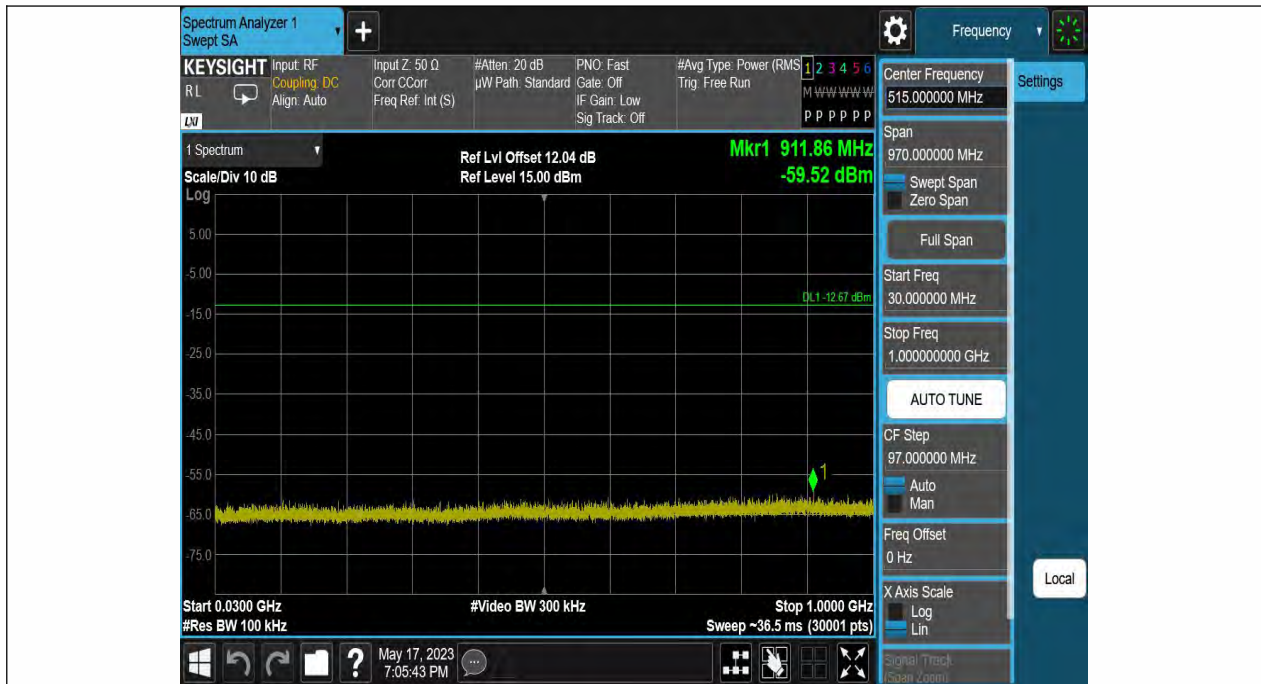 Spectrum Analyzer 1
Swept SA
Frequency
KEYSIGHT
RL
LXI
Input: RF
Coupling: DC
Align: Auto
Input Z: 50 Ω
Corr CCorr
Freq Ref: Int (S)
#Atten: 20 dB
µW Path: Standard
PNO: Fast
Gate: Off
IF Gain: Low
Sig Track: Off
#Avg Type: Power (RMS
Trig: Free Run
1 2 3 4 5 6
M W W W W W
P P P P P P
1 Spectrum
Scale/Div 10 dB
Ref Lvl Offset 12.04 dB
Ref Level 15.00 dBm
Mkr1 911.86 MHz
-59.52 dBm
Log
5.00
-5.00
DL1 -12.67 dBm
-15.0
-25.0
-35.0
-45.0
-55.0
1
-65.0
-75.0
Start 0.0300 GHz
#Res BW 100 kHz
#Video BW 300 kHz
Stop 1.0000 GHz
Sweep ~36.5 ms (30001 pts)
Center Frequency
515.000000 MHz
Settings
Span
970.000000 MHz
Swept Span
Zero Span
Full Span
Start Freq
30.000000 MHz
Stop Freq
1.000000000 GHz
AUTO TUNE
CF Step
97.000000 MHz
Auto
Man
Freq Offset
0 Hz
X Axis Scale
Log
Lin
Signal Track
(Span Zoom)
Local
?
May 17, 2023
7:05:43 PM